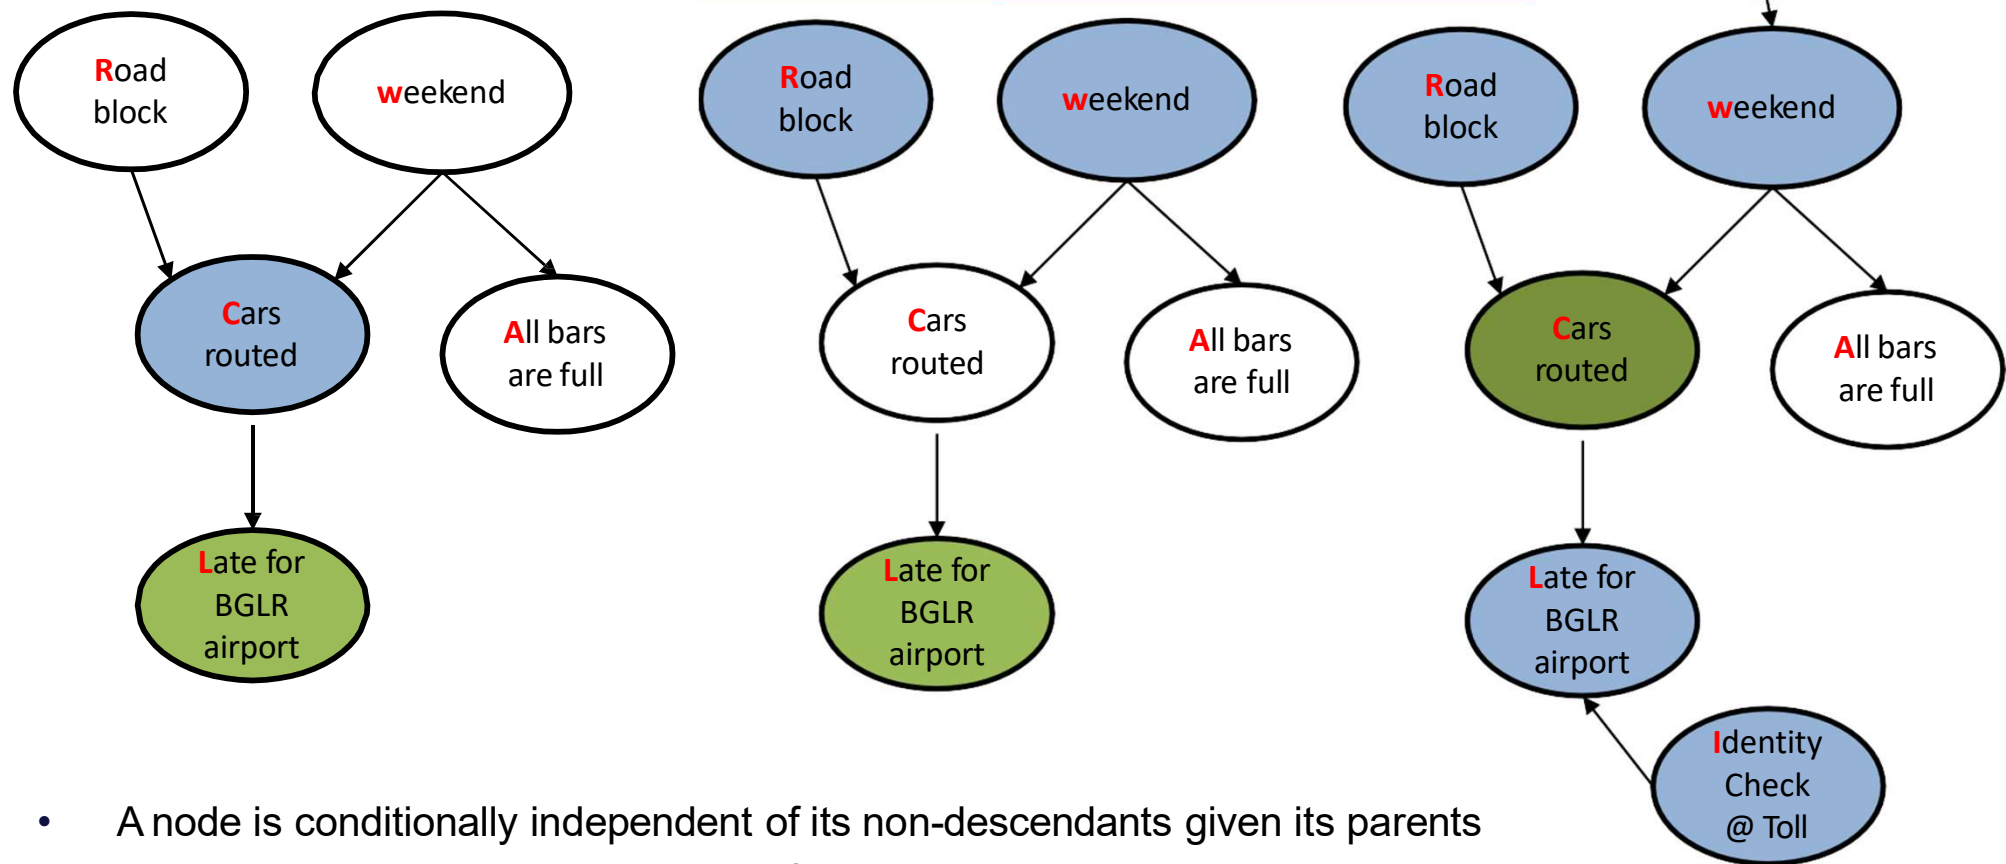 Road
block
weekend
Cars
routed
All bars
are full
Late for
BGLR
airport
Road
block
weekend
Cars
routed
All bars
are full
Late for
BGLR
airport
Road
block
weekend
Cars
routed
All bars
are full
Late for
BGLR
airport
Identity
Check
@ Toll
• A node is conditionally independent of its non-descendants given its parents